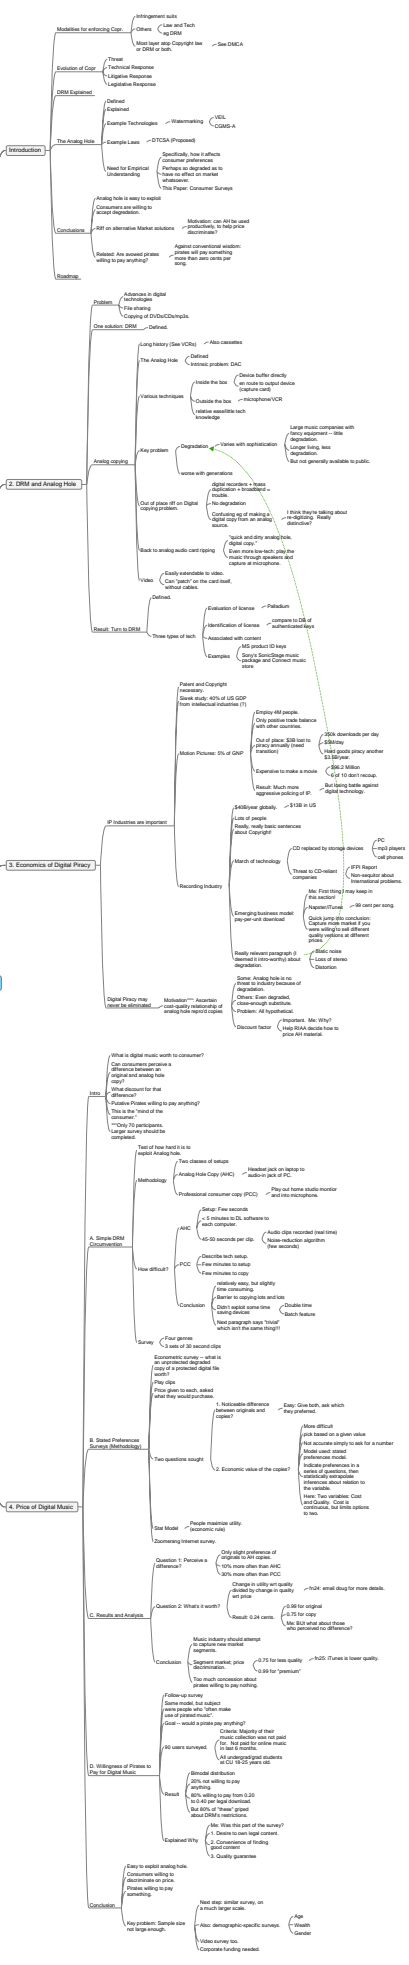 Introduction
Modalities for enforcing Copr.
Infringement suits
Others
Law and Tech
eg DRM
Most layer atop Copyright law
or DRM or both.
See DMCA
Evolution of Copr
Threat
Technical Response
Litigative Response
Legislative Response
DRM Explained
The Analog Hole
Defined
Explained
Example Technologies
Watermarking
VEIL
CGMS-A
Example Laws
DTCSA (Proposed)
Need for Empirical
Understanding
Specifically, how it affects
consumer preferences
Perhaps so degraded as to
have no effect on market
whatsoever.
This Paper: Consumer Surveys
Conclusions
Analog hole is easy to exploit
Consumers are willing to
accept degredation.
Riff on alternative Market solutions
Motivation: can AH be used
productively, to help price
discriminate?
Related: Are avowed pirates
willing to pay anything?
Against conventional wisdom:
pirates will pay something
more than zero cents per
song.
Roadmap
2. DRM and Analog Hole
Problem
Advances in digital
technologies
File sharing
Copying of DVDs/CDs/mp3s.
One solution: DRM
Defined.
Analog copying
Long history (See VCRs)
Also cassettes
The Analog Hole
Defined
Intrinsic problem: DAC
Various techniques
Inside the box
Device buffer directly
en route to output device
(capture card)
Outside the box
microphone/VCR
relative ease/little tech
knowledge
Key problem
Degradation
Varies with sophistication
Large music companies with
fancy equipment -- little
degradation.
Longer living, less
degradation.
But not generally available to public.
worse with generations
Out of place riff on Digital
copying problem.
digital recorders + mass
duplication + broadband =
trouble.
No degradation
Confusing eg of making a
digital copy from an analog
source.
I think they're talking about
re-digitizing. Really
distinctive?
Back to analog audio card ripping
"quick and dirty analog hole,
digital copy."
Even more low-tech: play the
music through speakers and
capture at microphone.
Video
Easily extendable to video.
Can "patch" on the card itself,
without cables.
Result: Turn to DRM
Defined.
Three types of tech
Evaluation of license
Palladium
Identification of license
compare to DB of
authenticated keys
Associated with content
Examples
MS product ID keys
Sony's SonicStage music
package and Connect music
store
3. Economics of Digital Piracy
IP Industries are important
Patent and Copyright
necessary.
Siwek study: 40% of US GDP
from intellectual industries (?)
Motion Pictures: 5% of GNP
Employ 4M people.
Only positive trade balance
with other countries.
Out of place: $3B lost to
piracy annually (need
transition)
350k downloads per day
$5M/day
Hard goods piracy another
$3.5B/year.
Expensive to make a movie
$96.2 Million
6 of 10 don't recoup.
Result: Much more
aggressive policing of IP.
But losing battle against
digital technology.
Recording Industry
$40B/year globally.
$13B in US
Lots of people
Really, really basic sentences
about Copyright!
March of technology
CD replaced by storage devices
PC
mp3 players
cell phones
Threat to CD-reliant
companies
IFPI Report
Non-sequitor about
International problems.
Emerging business model:
pay-per-unit download
Me: First thing I may keep in
this section!
Napster/iTunes
99 cent per song.
Quick jump into conclusion:
Capture more market if you
were willing to sell different
quality versions at different
prices.
Really relevant paragraph (I
deemed it intro-worthy) about
degradation.
Static noise
Loss of stereo
Distortion
Digital Piracy may
never be eliminated
Motivation***: Ascertain
cost-quality relationship of
analog hole repro'd copies
Some: Analog hole is no
threat to industry because of
degradation.
Others: Even degraded,
close-enough substitute.
Problem: All hypothetical.
Discount factor
Important. Me: Why?
Help RIAA decide how to
price AH material.
4. Price of Digital Music
Intro
What is digital music worth to consumer?
Can consumers perceive a
difference between an
original and analog hole
copy?
What discount for that
difference?
Putative Pirates willing to pay anything?
This is the "mind of the
consumer."
***Only 70 participants.
Larger survey should be
completed.
A. Simple DRM
Circumvention
Test of how hard it is to
exploit Analog hole.
Methodology
Two classes of setups
Analog Hole Copy (AHC)
Headset jack on laptop to
audio-in jack of PC.
Professional consumer copy (PCC)
Play out home studio monitor
and into microphone.
How difficult?
AHC
Setup: Few seconds
< 5 minutes to DL software to
each computer.
45-50 seconds per clip.
Audio clips recorded (real time)
Noise-reduction algorithm
(few seconds)
PCC
Describe tech setup.
Few minutes to setup
Few minutes to copy
Conclusion
relatively easy, but slightly
time consuming.
Barrier to copying lots and lots
Didn't exploit some time
saving devices
Double time
Batch feature
Next paragraph says "trivial"
which isn't the same thing!!!
Survey
Four genres
3 sets of 30 second clips
B. Stated Preferences
Surveys (Methodology)
Econometric survey -- what is
an unprotected degraded
copy of a protected digital file
worth?
Play clips
Price given to each, asked
what they would purchase.
Two questions sought
1. Noticeable difference
between originals and
copies?
Easy: Give both, ask which
they preferred.
2. Economic value of the copies?
More difficult
pick based on a given value
Not accurate simply to ask for a number
Model used: stated
preferences model.
Indicate preferences in a
series of questions, then
statistically extrapolate
inferences about relation to
the variable.
Here: Two variables: Cost
and Quality. Cost is
continuous, but limits options
to two.
Stat Model
People maximize utility.
(economic rule)
Zoomerang Internet survey.
C. Results and Analysis
Question 1: Perceive a
difference?
Only slight preference of
originals to AH copies.
10% more often than AHC
30% more often than PCC
Question 2: What's it worth?
Change in utility wrt quality
divided by change in quality
wrt price
fn24: email doug for more details.
Result: 0.24 cents.
0.99 for original
0.75 for copy
Me: BUt what about those
who perceived no difference?
Conclusion
Music industry should attempt
to capture new market
segments.
Segment market; price
discrimination.
0.75 for less quality
fn25: iTunes is lower quality.
0.99 for "premium"
Too much concession about
pirates willing to pay nothing.
D. Willingness of Pirates to
Pay for Digital Music
Follow-up survey
Same model, but subject
were people who "often make
use of pirated music".
Goal -- would a pirate pay anything?
90 users surveyed.
Criteria: Majority of their
music collection was not paid
for. Not paid for online music
in last 6 months.
All undergrad/grad students
at CU 18-25 years old.
Result
Bimodal distribution
20% not willing to pay
anything.
80% willing to pay from 0.20
to 0.40 per legal download.
But 80% of "these" griped
about DRM's restrictions.
Explained Why
Me: Was this part of the survey?
1. Desire to own legal content.
2. Convenience of finding
good content
3. Quality guarantee
Conclusion
Easy to exploit analog hole.
Consumers willing to
discriminate on price.
Pirates willing to pay
something.
Key problem: Sample size
not large enough.
Next step: similar survey, on
a much larger scale.
Also: demographic-specific surveys.
Age
Wealth
Gender
Video survey too.
Corporate funding needed.